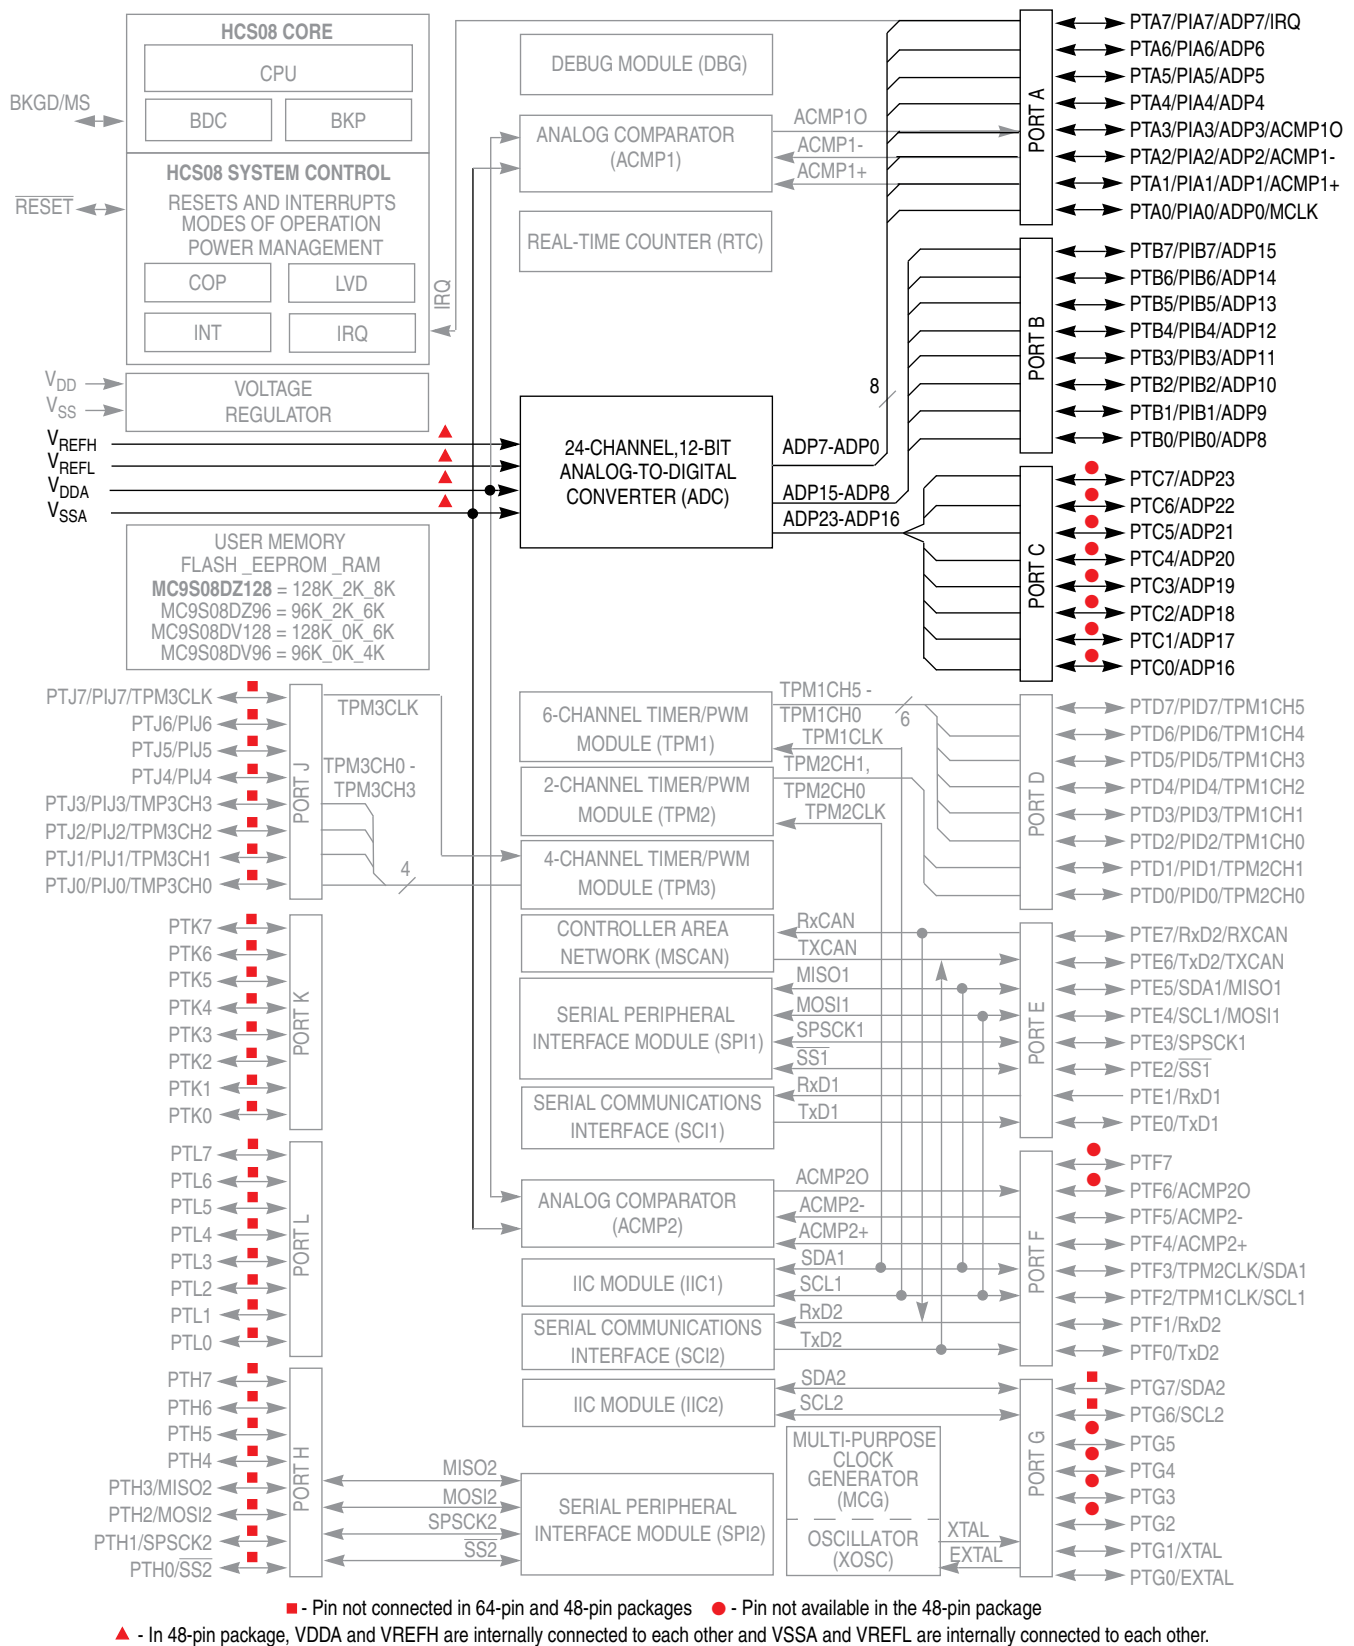 HCS08 CORE
CPU
BDC
BKP
BKGD/MS
HCS08 SYSTEM CONTROL
RESETS AND INTERRUPTS
MODES OF OPERATION
POWER MANAGEMENT
COP
LVD
INT
IRQ
RESET
IRQ
VOLTAGE
REGULATOR
VDD
VSS
VREFH
VREFL
VDDA
VSSA
USER MEMORY
FLASH _EEPROM _RAM
MC9S08DZ128 = 128K_2K_8K
MC9S08DZ96 = 96K_2K_6K
MC9S08DV128 = 128K_0K_6K
MC9S08DV96 = 96K_0K_4K
DEBUG MODULE (DBG)
ANALOG COMPARATOR
(ACMP1)
ACMP1O
ACMP1-
ACMP1+
REAL-TIME COUNTER (RTC)
24-CHANNEL,12-BIT
ANALOG-TO-DIGITAL
CONVERTER (ADC)
8
ADP7-ADP0
ADP15-ADP8
ADP23-ADP16
PORT A
PTA7/PIA7/ADP7/IRQ
PTA6/PIA6/ADP6
PTA5/PIA5/ADP5
PTA4/PIA4/ADP4
PTA3/PIA3/ADP3/ACMP1O
PTA2/PIA2/ADP2/ACMP1-
PTA1/PIA1/ADP1/ACMP1+
PTA0/PIA0/ADP0/MCLK
PORT B
PTB7/PIB7/ADP15
PTB6/PIB6/ADP14
PTB5/PIB5/ADP13
PTB4/PIB4/ADP12
PTB3/PIB3/ADP11
PTB2/PIB2/ADP10
PTB1/PIB1/ADP9
PTB0/PIB0/ADP8
PORT C
PTC7/ADP23
PTC6/ADP22
PTC5/ADP21
PTC4/ADP20
PTC3/ADP19
PTC2/ADP18
PTC1/ADP17
PTC0/ADP16
PTJ7/PIJ7/TPM3CLK
PTJ6/PIJ6
PTJ5/PIJ5
PTJ4/PIJ4
PTJ3/PIJ3/TMP3CH3
PTJ2/PIJ2/TPM3CH2
PTJ1/PIJ1/TPM3CH1
PTJ0/PIJ0/TMP3CH0
PORT J
TPM3CLK
TPM3CH0 -
TPM3CH3
4
6-CHANNEL TIMER/PWM
MODULE (TPM1)
TPM1CH5 -
TPM1CH0
6
TPM1CLK
2-CHANNEL TIMER/PWM
MODULE (TPM2)
TPM2CH1,
TPM2CH0
TPM2CLK
4-CHANNEL TIMER/PWM
MODULE (TPM3)
PORT D
PTD7/PID7/TPM1CH5
PTD6/PID6/TPM1CH4
PTD5/PID5/TPM1CH3
PTD4/PID4/TPM1CH2
PTD3/PID3/TPM1CH1
PTD2/PID2/TPM1CH0
PTD1/PID1/TPM2CH1
PTD0/PID0/TPM2CH0
PTK7
PTK6
PTK5
PTK4
PTK3
PTK2
PTK1
PTK0
PORT K
CONTROLLER AREA
NETWORK (MSCAN)
RxCAN
TXCAN
SERIAL PERIPHERAL
INTERFACE MODULE (SPI1)
MISO1
MOSI1
SPSCK1
SS1
SERIAL COMMUNICATIONS
INTERFACE (SCI1)
RxD1
TxD1
PORT E
PTE7/RxD2/RXCAN
PTE6/TxD2/TXCAN
PTE5/SDA1/MISO1
PTE4/SCL1/MOSI1
PTE3/SPSCK1
PTE2/SS1
PTE1/RxD1
PTE0/TxD1
PTL7
PTL6
PTL5
PTL4
PTL3
PTL2
PTL1
PTL0
PORT L
ANALOG COMPARATOR
(ACMP2)
ACMP2O
ACMP2-
ACMP2+
IIC MODULE (IIC1)
SDA1
SCL1
SERIAL COMMUNICATIONS
INTERFACE (SCI2)
RxD2
TxD2
PORT F
PTF7
PTF6/ACMP2O
PTF5/ACMP2-
PTF4/ACMP2+
PTF3/TPM2CLK/SDA1
PTF2/TPM1CLK/SCL1
PTF1/RxD2
PTF0/TxD2
PTH7
PTH6
PTH5
PTH4
PTH3/MISO2
PTH2/MOSI2
PTH1/SPSCK2
PTH0/SS2
PORT H
MISO2
MOSI2
SPSCK2
SS2
IIC MODULE (IIC2)
SDA2
SCL2
SERIAL PERIPHERAL
INTERFACE MODULE (SPI2)
MULTI-PURPOSE
CLOCK
GENERATOR
(MCG)
OSCILLATOR
(XOSC)
XTAL
EXTAL
PORT G
PTG7/SDA2
PTG6/SCL2
PTG5
PTG4
PTG3
PTG2
PTG1/XTAL
PTG0/EXTAL
- Pin not connected in 64-pin and 48-pin packages
- Pin not available in the 48-pin package
- In 48-pin package, VDDA and VREFH are internally connected to each other and VSSA and VREFL are internally connected to each other.